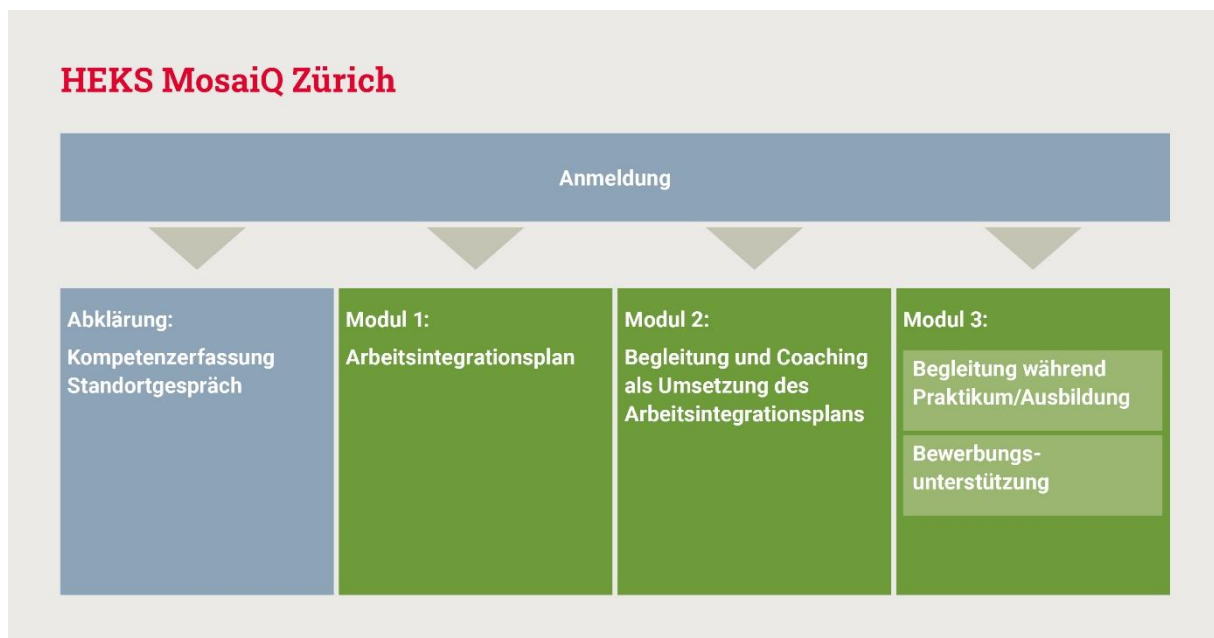 HEKS MosaiQ Zürich
Anmeldung
Abklärung:
Kompetenzerfassung
Standortgespräch
Modul 1:
Arbeitsintegrationsplan
Modul 2:
Begleitung und Coaching
als Umsetzung des
Arbeitsintegrationsplans
Modul 3:
Begleitung während
Praktikum/Ausbildung
Bewerbungs-
unterstützung